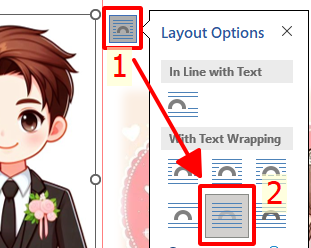 Layout Options
1
In Line with Text
With Text Wrapping
2